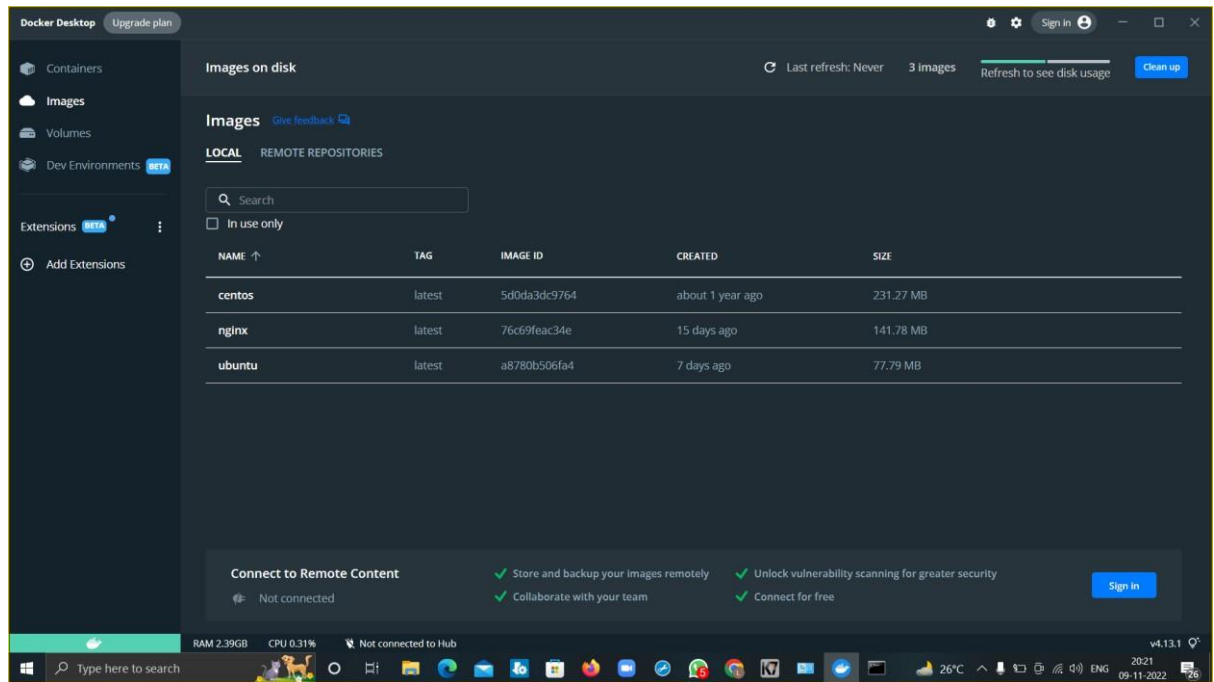 Docker Desktop Upgrade plan Sign in
Containers
Images
Volumes
Dev Environments BETA
Extensions BETA
Add Extensions
Images on disk Last refresh: Never 3 images Refresh to see disk usage Clean up
Images Give feedback
LOCAL REMOTE REPOSITORIES
Search
In use only
NAME TAG IMAGE ID CREATED SIZE
centos latest 5d0da3dc9764 about 1 year ago 231.27 MB
nginx latest 76c69feac34e 15 days ago 141.78 MB
ubuntu latest a8780b506fa4 7 days ago 77.79 MB
Connect to Remote Content
Not connected
Store and backup your images remotely
Collaborate with your team
Unlock vulnerability scanning for greater security
Connect for free
Sign in
RAM 2.39GB CPU 0.31% Not connected to Hub v4.13.1
Type here to search 26°C ENG 20:21
09-11-2022 26